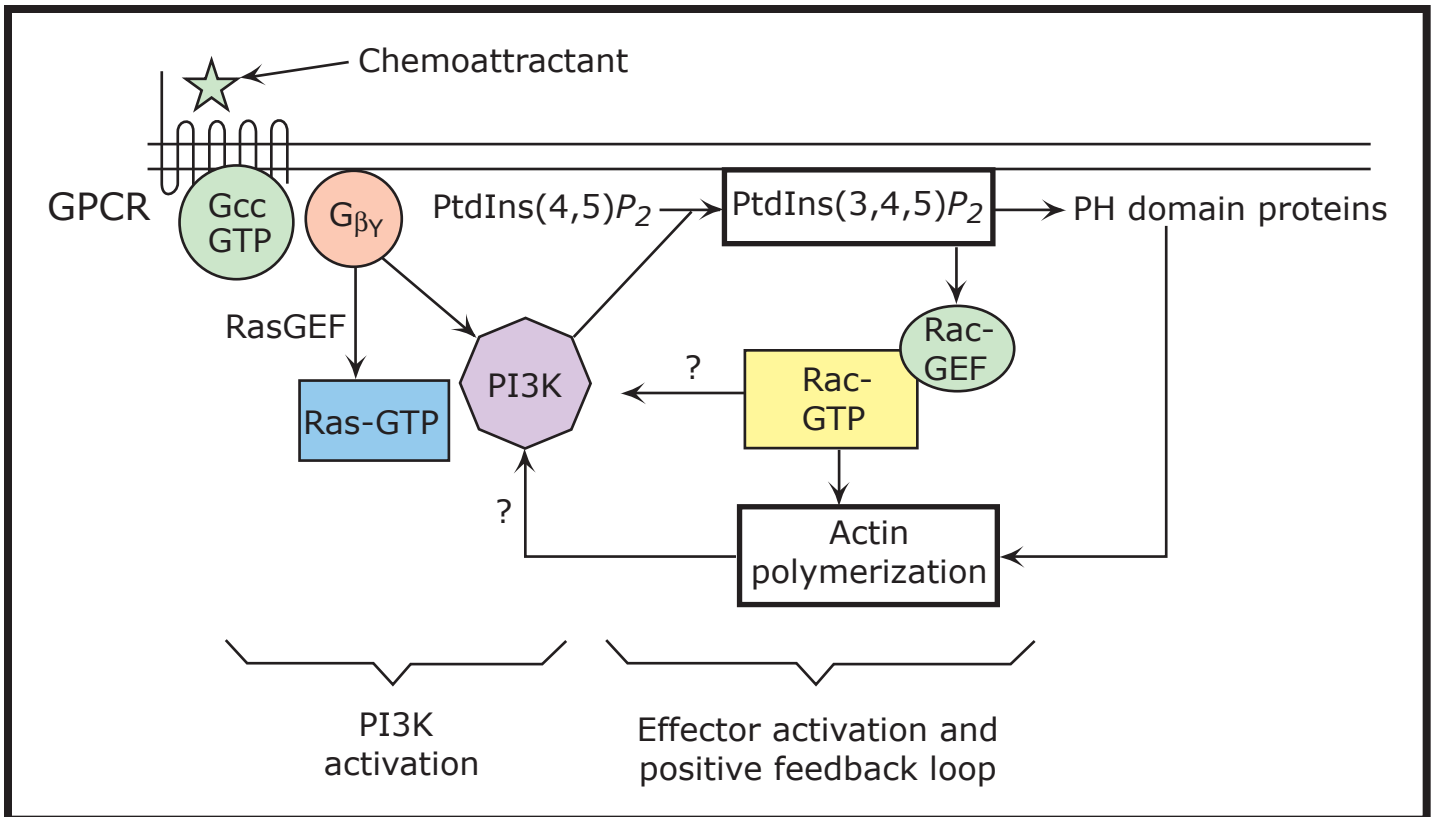 Chemoattractant
GPCR
Gcc
GTP
GβY
PtdIns(4,5)P2
PtdIns(3,4,5)P2
PH domain proteins
RasGEF
Ras-GTP
PI3K
?
Rac-
GTP
Rac-
GEF
?
Actin
polymerization
PI3K
activation
Effector activation and
positive feedback loop